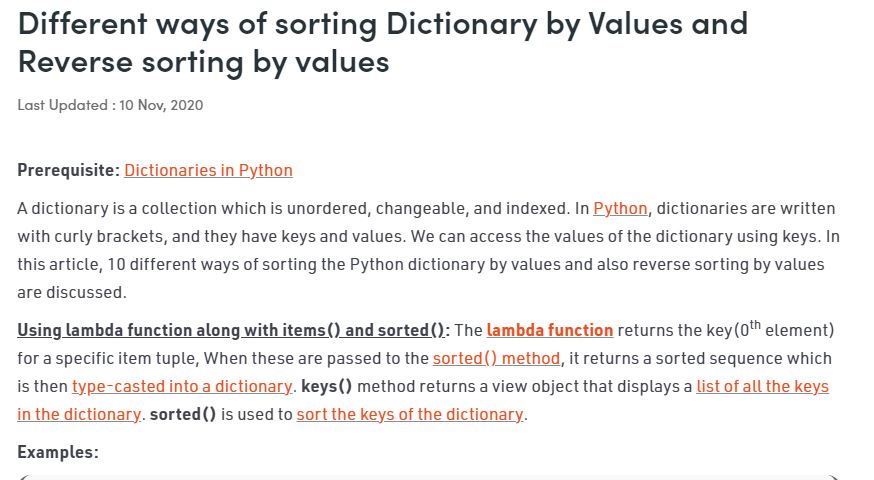 Different ways of sorting Dictionary by Values and
Reverse sorting by values
Last Updated : 10 Nov, 2020
Prerequisite: Dictionaries in Python
A dictionary is a collection which is unordered, changeable, and indexed. In Python, dictionaries are written
with curly brackets, and they have keys and values. We can access the values of the dictionary using keys. In
this article, 10 different ways of sorting the Python dictionary by values and also reverse sorting by values
are discussed.
Using lambda function along with items() and sorted(): The lambda function returns the key(0th element)
for a specific item tuple, When these are passed to the sorted() method, it returns a sorted sequence which
is then type-casted into a dictionary. keys() method returns a view object that displays a list of all the keys
in the dictionary. sorted() is used to sort the keys of the dictionary.
Examples: